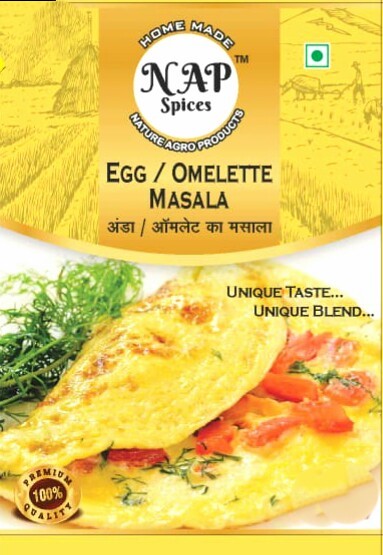 HOME MADE
NAP
TM
Spices
NATURE AGRO PRODUCTS
EGG / OMELETTE
MASALA
अंडा / ऑमलेट का मसाला
UNIQUE TASTE...
UNIQUE BLEND...
PREMIUM
100%
QUALITY